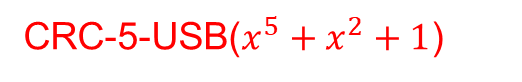 CRC-5-USB(x⁵ + x² + 1)